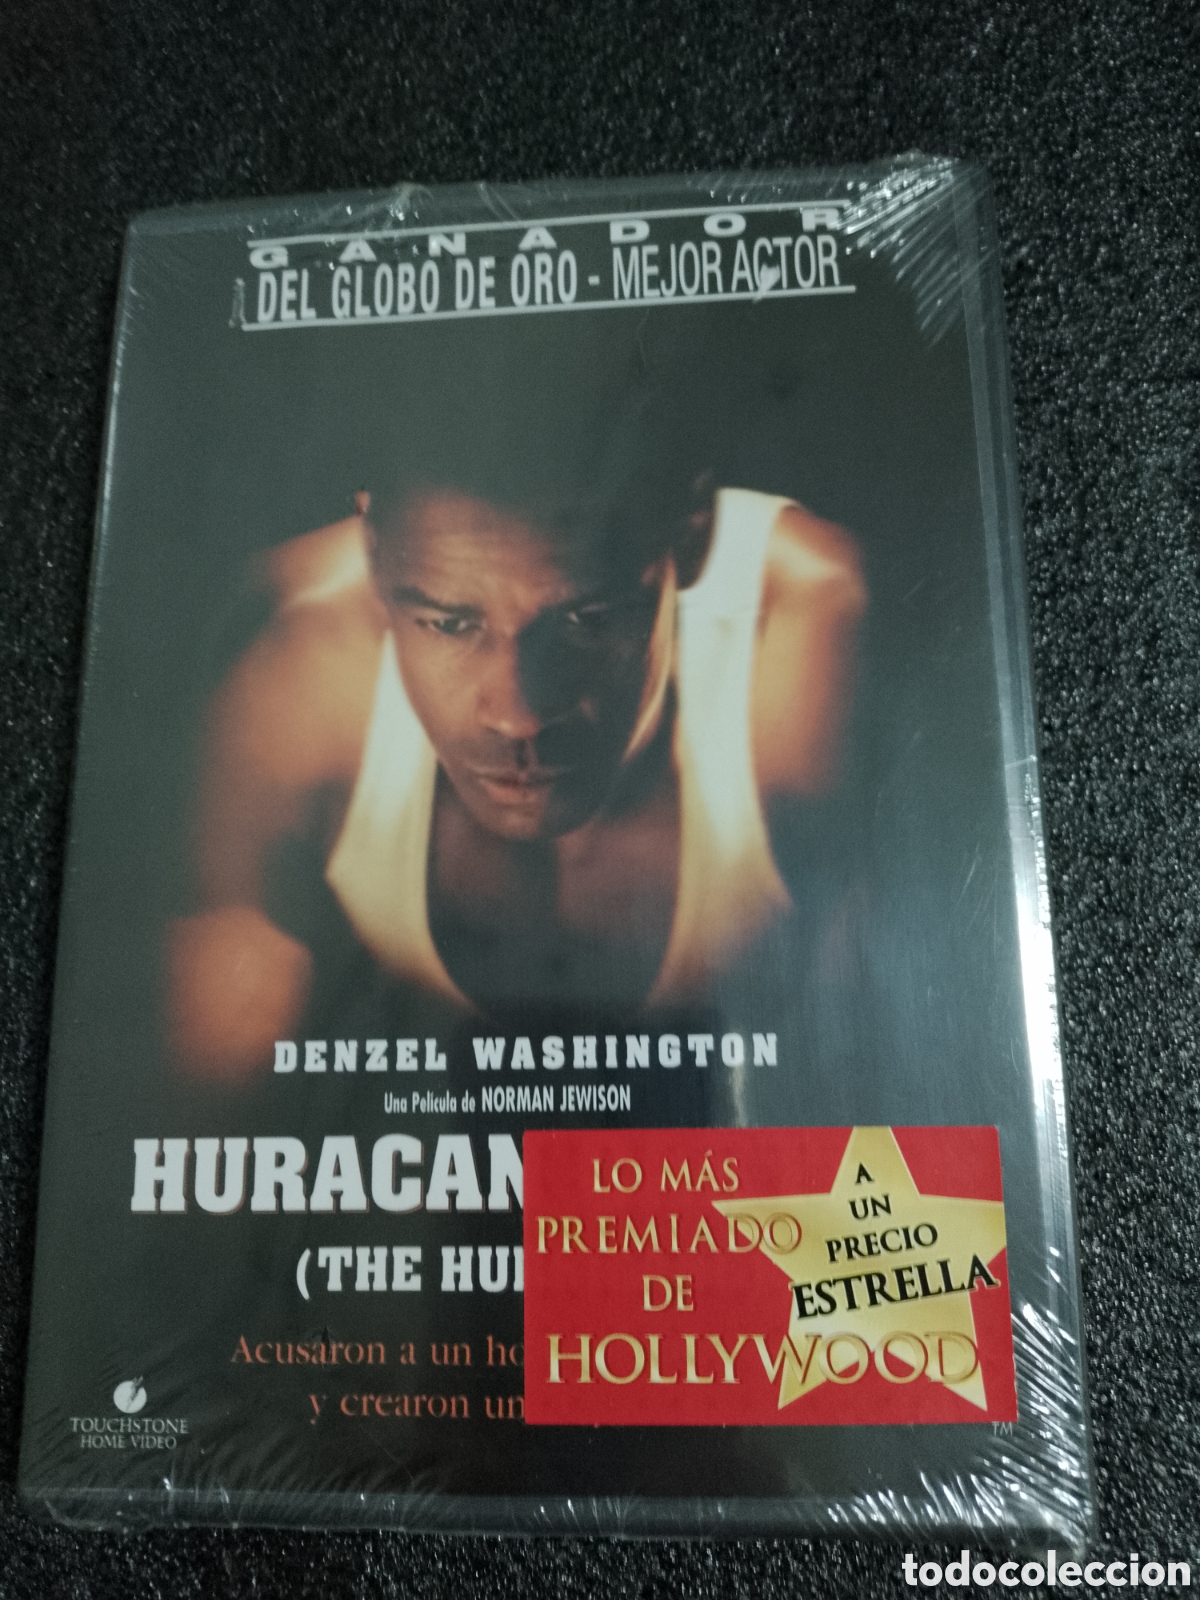 GANADOR
DEL GLOBO DE ORO - MEJOR ACTOR
DENZEL WASHINGTON
Una Película de NORMAN JEWISON
HURACAN
(THE HU
Acusaron a un
y crearon un
LO MÁS
PREMIADO
DE
HOLLYWOOD
A
UN
PRECIO
ESTRELLA
TOUCHSTONE
HOME VIDEO
TM
todocoleccion